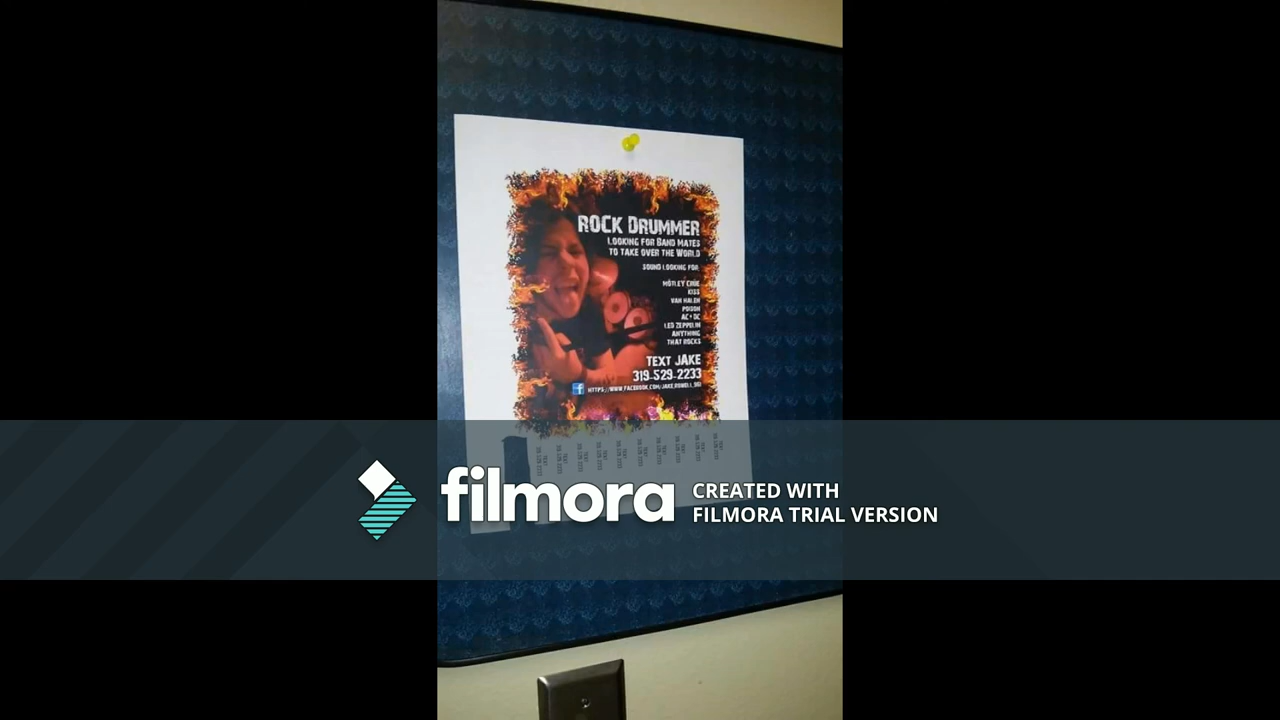 ROCK DRUMMER
LOOKING FOR BAND MATES
TO TAKE OVER THE WORLD
SOUND LOOKING FOR:
MÖTLEY CRÜE
KISS
VAN HALEN
POISON
AC⚡DC
LED ZEPPELIN
ANYTHING
THAT ROCKS
TEXT JAKE
319-529-2233
f
filmora
CREATED WITH
FILMORA TRIAL VERSION